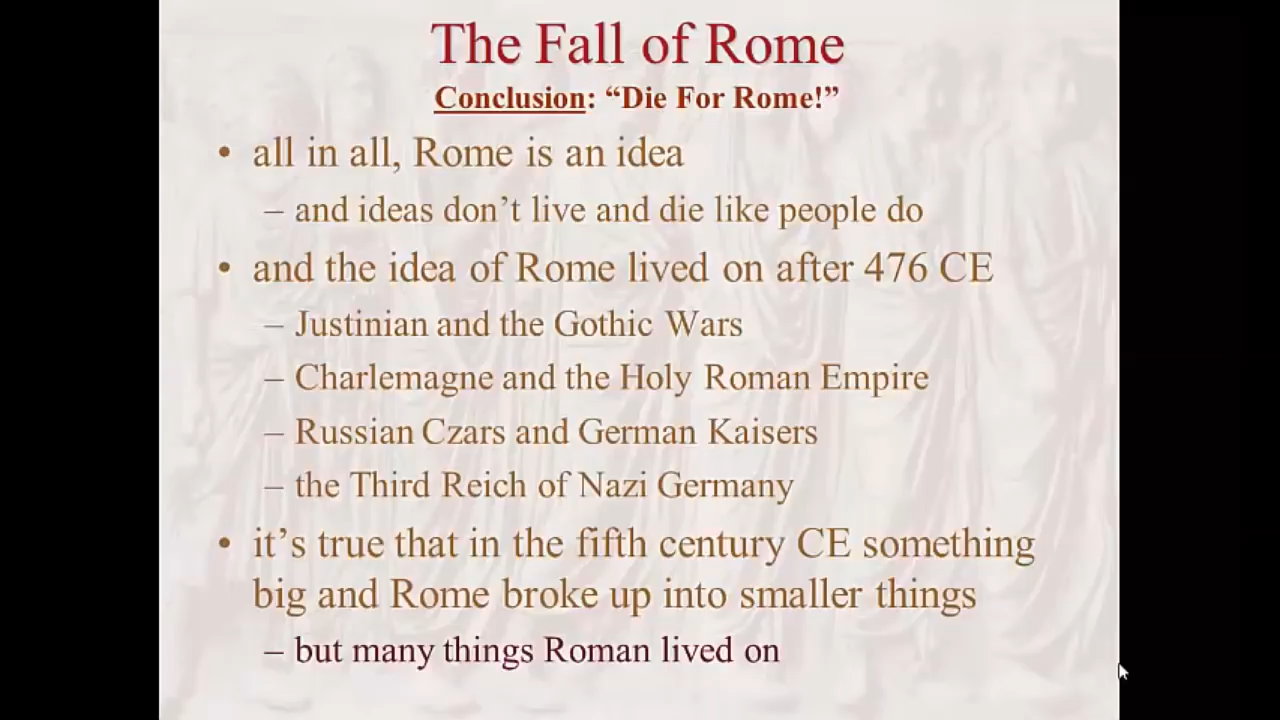 The Fall of Rome
Conclusion: “Die For Rome!”
• all in all, Rome is an idea
– and ideas don’t live and die like people do
• and the idea of Rome lived on after 476 CE
– Justinian and the Gothic Wars
– Charlemagne and the Holy Roman Empire
– Russian Czars and German Kaisers
– the Third Reich of Nazi Germany
• it’s true that in the fifth century CE something
big and Rome broke up into smaller things
– but many things Roman lived on